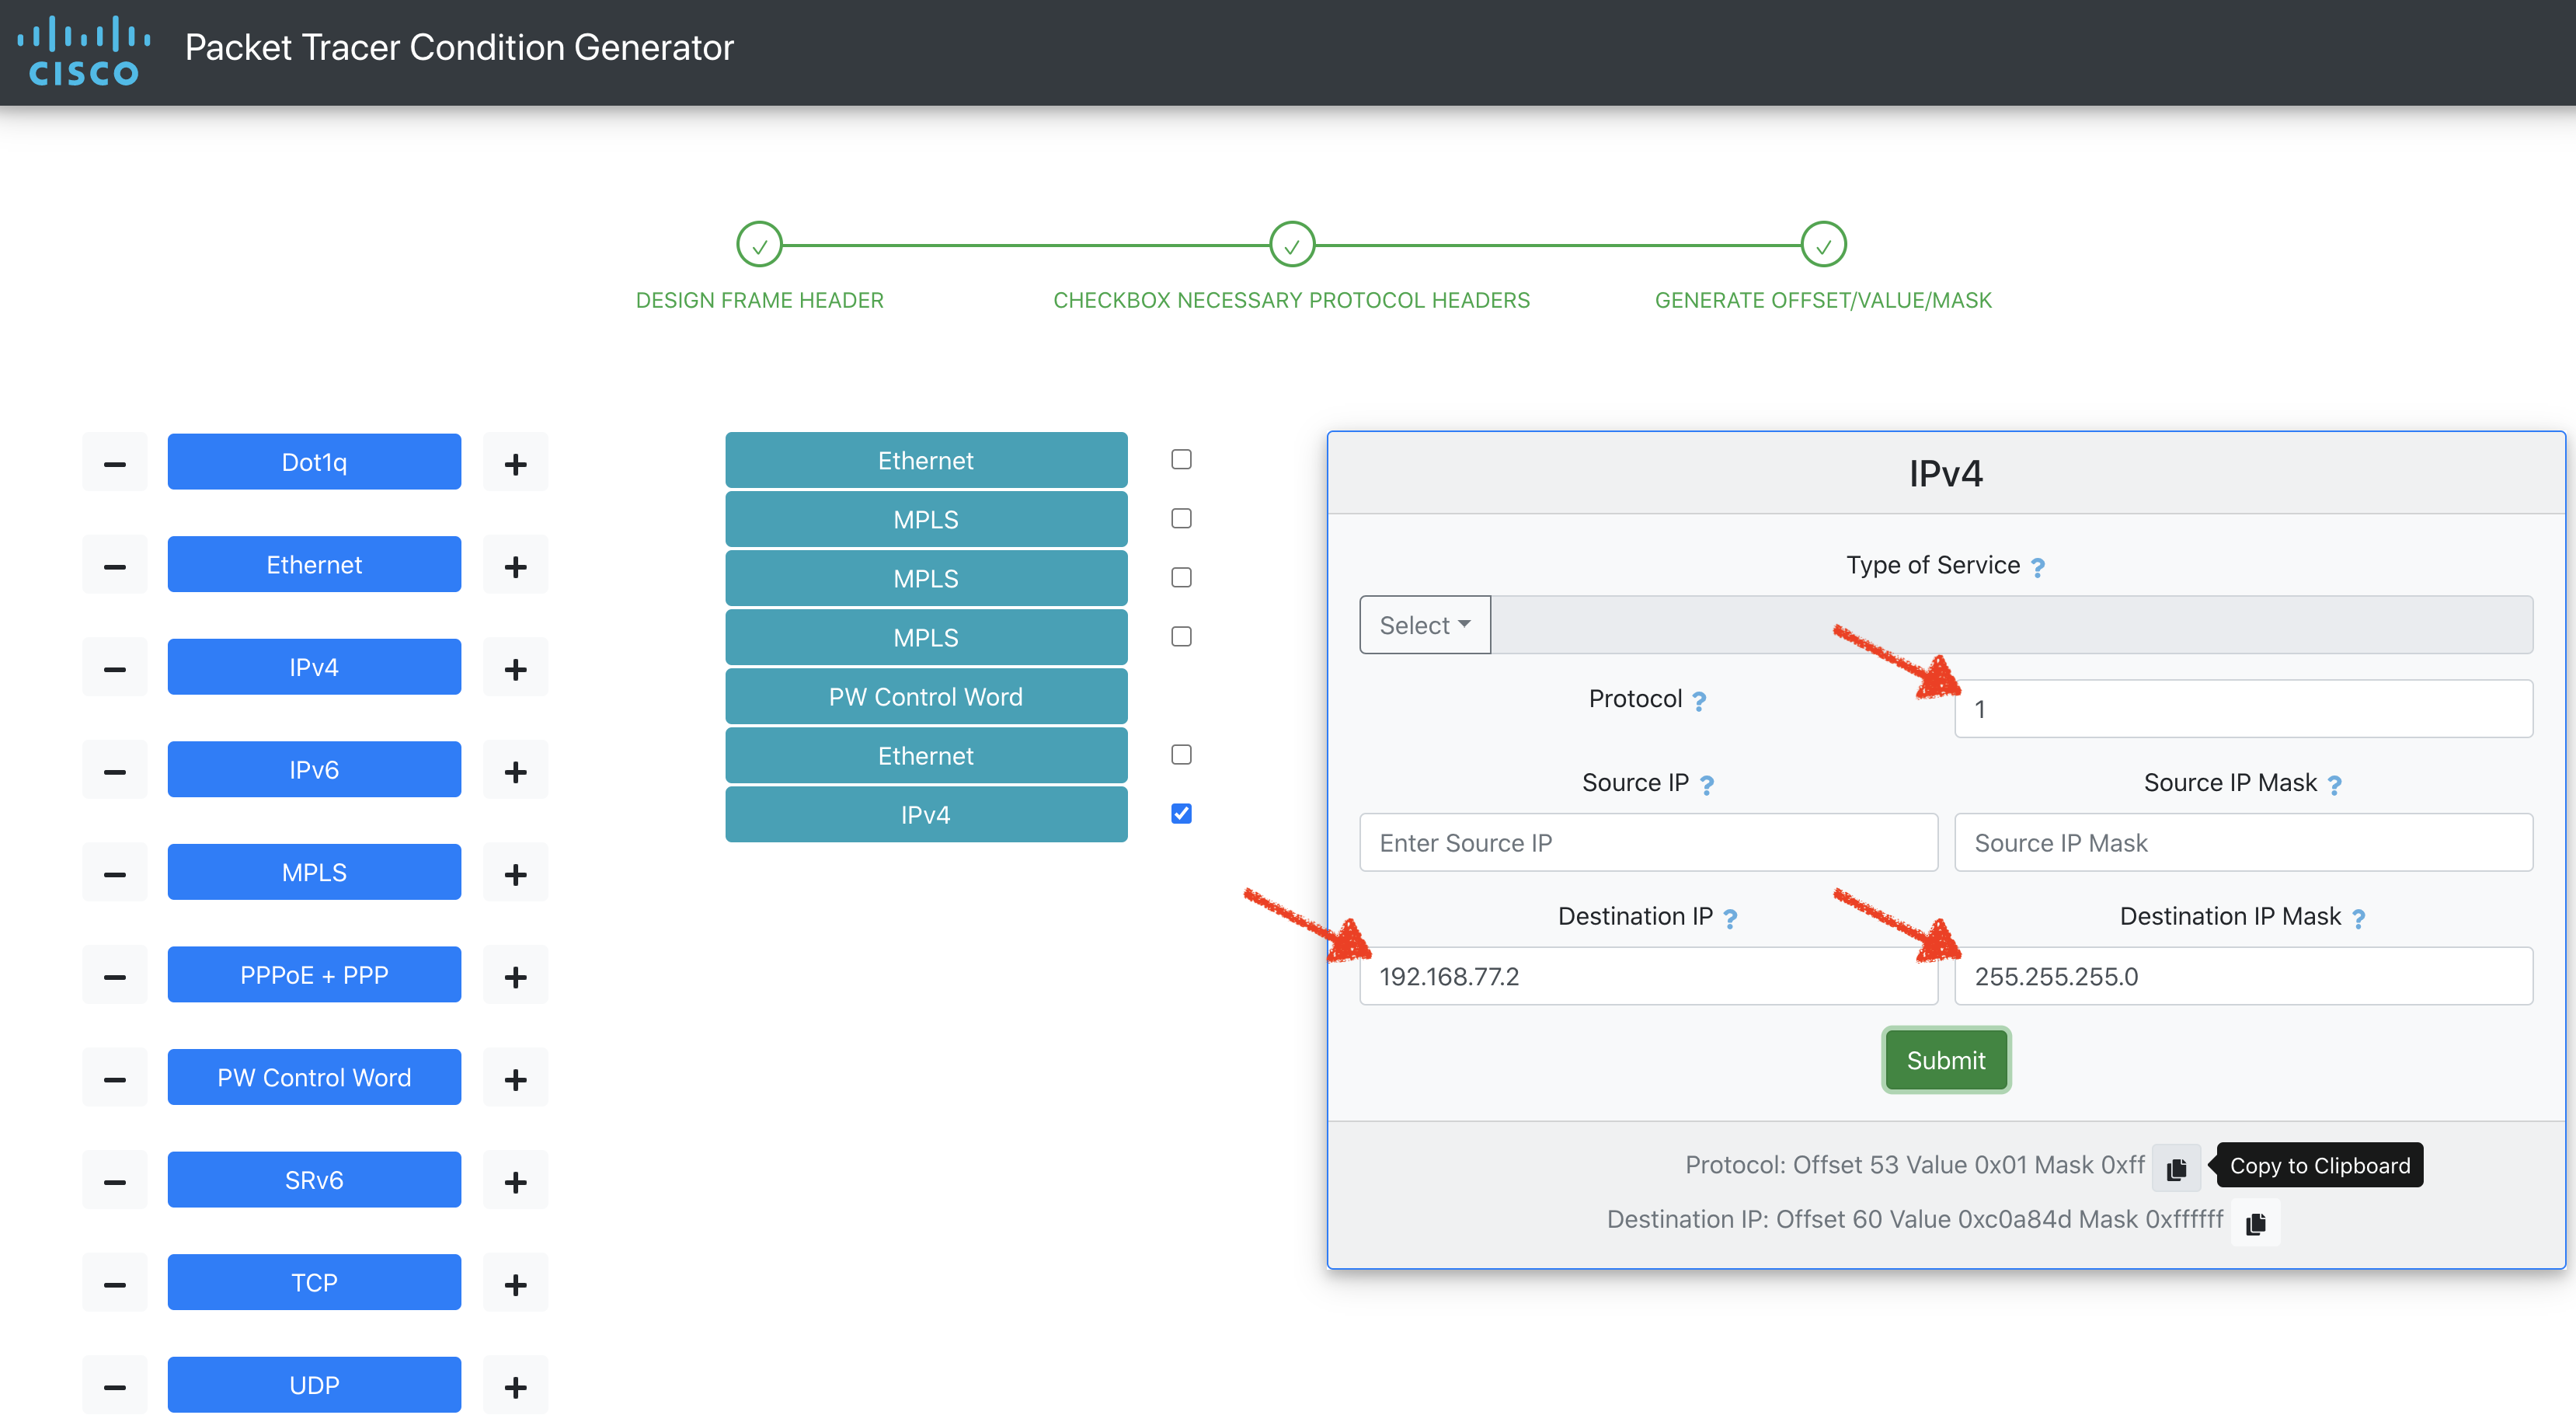 CISCO
Packet Tracer Condition Generator
DESIGN FRAME HEADER
CHECKBOX NECESSARY PROTOCOL HEADERS
GENERATE OFFSET/VALUE/MASK
Dot1q
Ethernet
IPv4
IPv6
MPLS
PPPoE + PPP
PW Control Word
SRv6
TCP
UDP
Ethernet
MPLS
MPLS
MPLS
PW Control Word
Ethernet
IPv4
IPv4
Type of Service ?
Select
Protocol ?
1
Source IP ?
Source IP Mask ?
Enter Source IP
Source IP Mask
Destination IP ?
Destination IP Mask ?
192.168.77.2
255.255.255.0
Submit
Protocol: Offset 53 Value 0x01 Mask 0xff
Copy to Clipboard
Destination IP: Offset 60 Value 0xc0a84d Mask 0xffffff